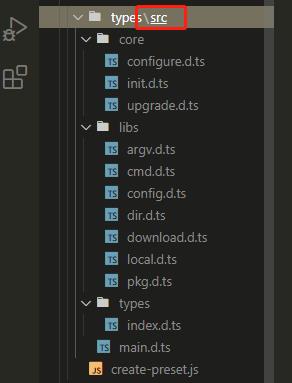 types\src
core
TS configure.d.ts
TS init.d.ts
TS upgrade.d.ts
libs
TS argv.d.ts
TS cmd.d.ts
TS config.d.ts
TS dir.d.ts
TS download.d.ts
TS local.d.ts
TS pkg.d.ts
types
TS index.d.ts
TS main.d.ts
JS create-preset.js